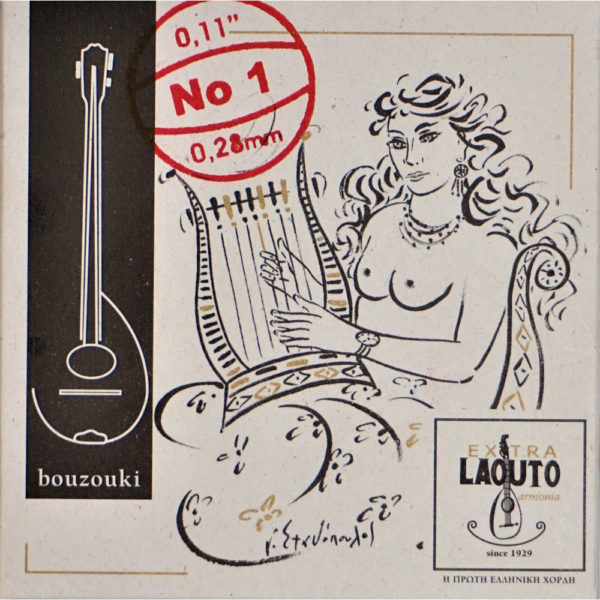 0,11"
No 1
0,28mm
bouzouki
EXTRA
LAOUTO
armonia
since 1929
Η ΠΡΩΤΗ ΕΛΛΗΝΙΚΗ ΧΟΡΔΗ